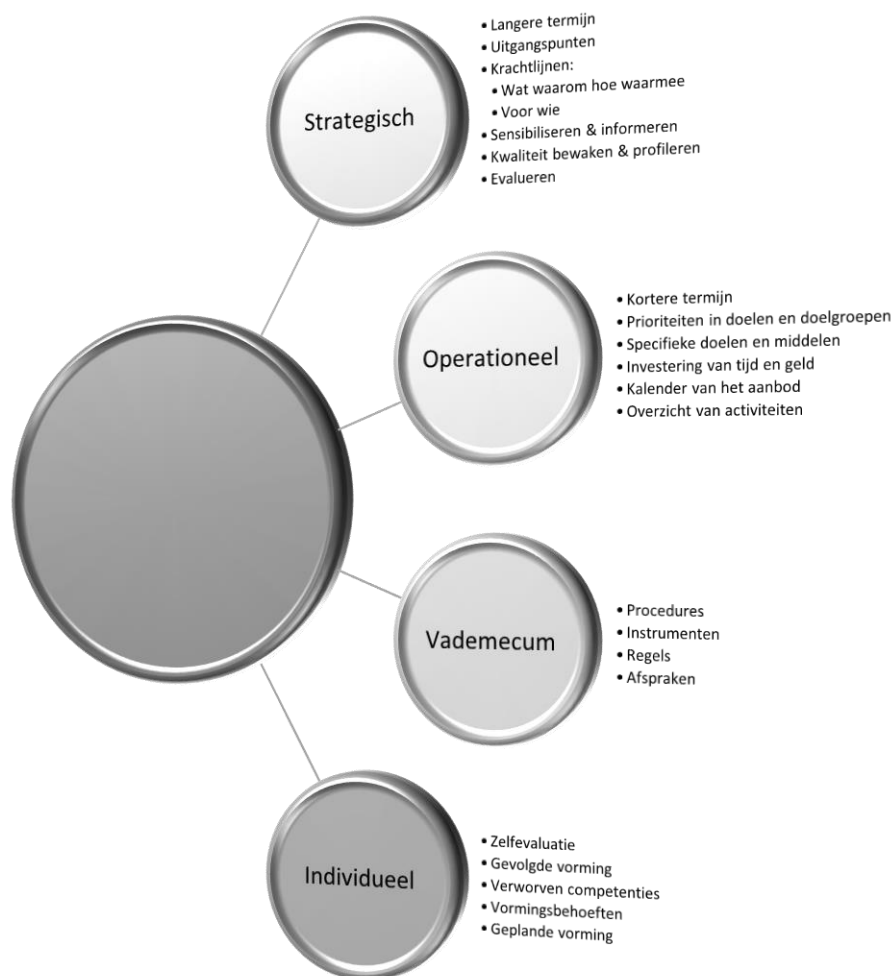 Strategisch
• Langere termijn
• Uitgangspunten
• Krachtlijnen:
• Wat waarom hoe waarmee
• Voor wie
• Sensibiliseren & informeren
• Kwaliteit bewaken & profileren
• Evalueren
Operationeel
• Kortere termijn
• Prioriteiten in doelen en doelgroepen
• Specifieke doelen en middelen
• Investering van tijd en geld
• Kalender van het aanbod
• Overzicht van activiteiten
Vademecum
• Procedures
• Instrumenten
• Regels
• Afspraken
Individueel
• Zelfevaluatie
• Gevolgde vorming
• Verworven competenties
• Vormingsbehoeften
• Geplande vorming